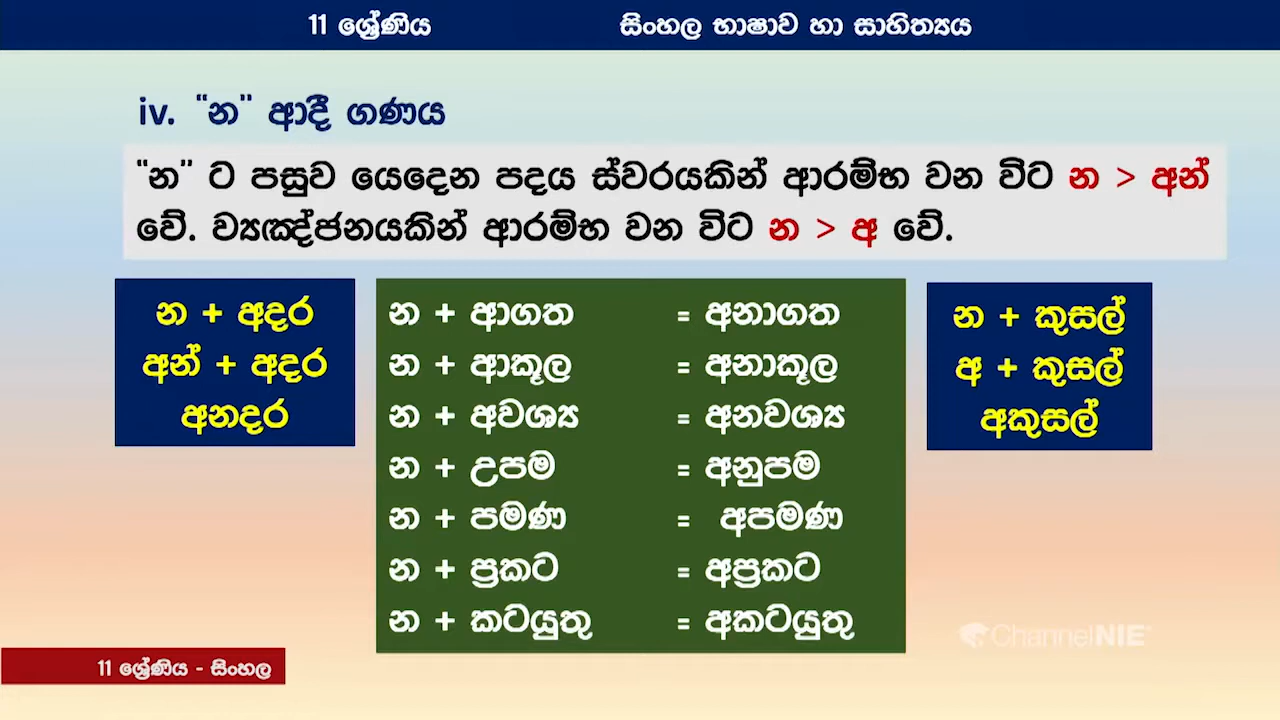 11 ශ්‍රේණිය සිංහල භාෂාව හා සාහිත්‍යය
iv. “න” ආදී ගණය
“න” ට පසුව යෙදෙන පදය ස්වරයකින් ආරම්භ වන විට න > අන්
වේ. ව්‍යඤ්ජනයකින් ආරම්භ වන විට න > අ වේ.
න + අදර
අන් + අදර
අනදර
න + ආගත = අනාගත
න + ආකූල = අනාකූල
න + අවශ්‍ය = අනවශ්‍ය
න + උපම = අනුපම
න + පමණ = අපමණ
න + ප්‍රකට = අප්‍රකට
න + කටයුතු = අකටයුතු
න + කුසල්
අ + කුසල්
අකුසල්
ChannelNIE
11 ශ්‍රේණිය - සිංහල